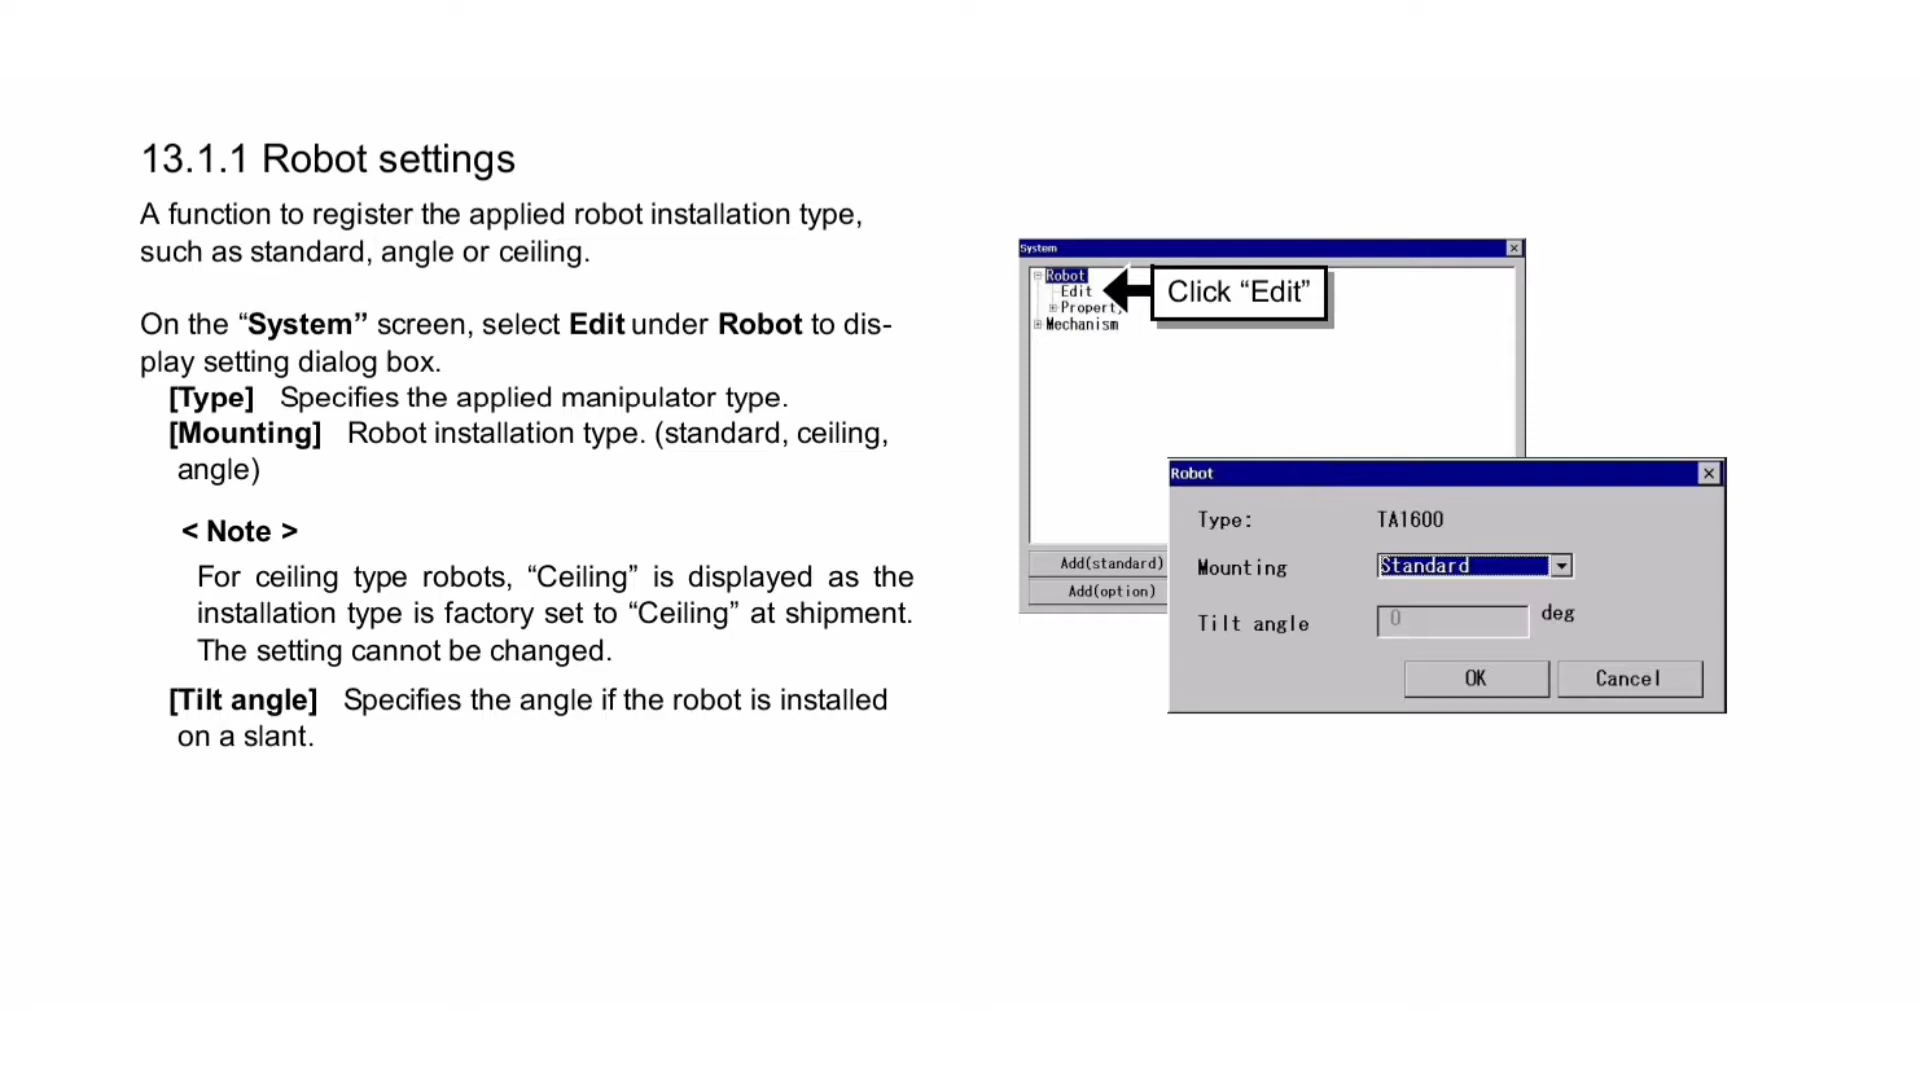 13.1.1 Robot settings
A function to register the applied robot installation type,
such as standard, angle or ceiling.
On the “System” screen, select Edit under Robot to dis-
play setting dialog box.
[Type] Specifies the applied manipulator type.
[Mounting] Robot installation type. (standard, ceiling,
angle)
< Note >
For ceiling type robots, “Ceiling” is displayed as the
installation type is factory set to “Ceiling” at shipment.
The setting cannot be changed.
[Tilt angle] Specifies the angle if the robot is installed
on a slant.
System
Robot
Edit
Click “Edit”
Propert
Mechanism
Add(standard)
Add(option)
Robot
Type: TA1600
Mounting Standard
Tilt angle 0 deg
OK Cancel